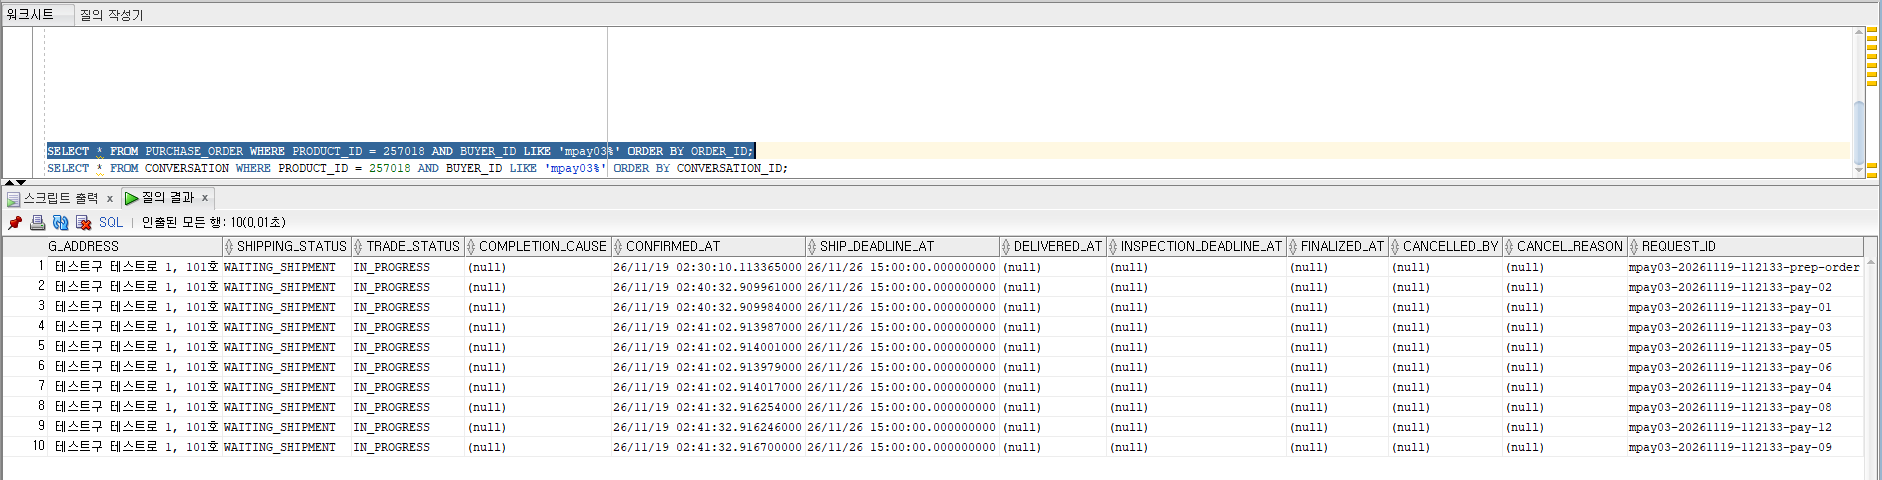 워크시트 질의 작성기
SELECT * FROM PURCHASE_ORDER WHERE PRODUCT_ID = 257018 AND BUYER_ID LIKE 'mpay03%' ORDER BY ORDER_ID;
SELECT * FROM CONVERSATION WHERE PRODUCT_ID = 257018 AND BUYER_ID LIKE 'mpay03%' ORDER BY CONVERSATION_ID;
스크립트 출력 x 질의 결과 x
SQL | 인출된 모든 행: 10(0,01초)
G_ADDRESS SHIPPING_STATUS TRADE_STATUS COMPLETION_CAUSE CONFIRMED_AT SHIP_DEADLINE_AT DELIVERED_AT INSPECTION_DEADLINE_AT FINALIZED_AT CANCELLED_BY CANCEL_REASON REQUEST_ID
1 테스트구 테스트로 1, 101호 WAITING_SHIPMENT IN_PROGRESS (null) 26/11/19 02:30:10.113365000 26/11/26 15:00:00.000000000 (null) (null) (null) (null) (null) mpay03-20261119-112133-prep-order
2 테스트구 테스트로 1, 101호 WAITING_SHIPMENT IN_PROGRESS (null) 26/11/19 02:40:32.909961000 26/11/26 15:00:00.000000000 (null) (null) (null) (null) (null) mpay03-20261119-112133-pay-02
3 테스트구 테스트로 1, 101호 WAITING_SHIPMENT IN_PROGRESS (null) 26/11/19 02:40:32.909984000 26/11/26 15:00:00.000000000 (null) (null) (null) (null) (null) mpay03-20261119-112133-pay-01
4 테스트구 테스트로 1, 101호 WAITING_SHIPMENT IN_PROGRESS (null) 26/11/19 02:41:02.913987000 26/11/26 15:00:00.000000000 (null) (null) (null) (null) (null) mpay03-20261119-112133-pay-03
5 테스트구 테스트로 1, 101호 WAITING_SHIPMENT IN_PROGRESS (null) 26/11/19 02:41:02.914001000 26/11/26 15:00:00.000000000 (null) (null) (null) (null) (null) mpay03-20261119-112133-pay-05
6 테스트구 테스트로 1, 101호 WAITING_SHIPMENT IN_PROGRESS (null) 26/11/19 02:41:02.913979000 26/11/26 15:00:00.000000000 (null) (null) (null) (null) (null) mpay03-20261119-112133-pay-06
7 테스트구 테스트로 1, 101호 WAITING_SHIPMENT IN_PROGRESS (null) 26/11/19 02:41:02.914017000 26/11/26 15:00:00.000000000 (null) (null) (null) (null) (null) mpay03-20261119-112133-pay-04
8 테스트구 테스트로 1, 101호 WAITING_SHIPMENT IN_PROGRESS (null) 26/11/19 02:41:32.916254000 26/11/26 15:00:00.000000000 (null) (null) (null) (null) (null) mpay03-20261119-112133-pay-08
9 테스트구 테스트로 1, 101호 WAITING_SHIPMENT IN_PROGRESS (null) 26/11/19 02:41:32.916246000 26/11/26 15:00:00.000000000 (null) (null) (null) (null) (null) mpay03-20261119-112133-pay-12
10 테스트구 테스트로 1, 101호 WAITING_SHIPMENT IN_PROGRESS (null) 26/11/19 02:41:32.916700000 26/11/26 15:00:00.000000000 (null) (null) (null) (null) (null) mpay03-20261119-112133-pay-09